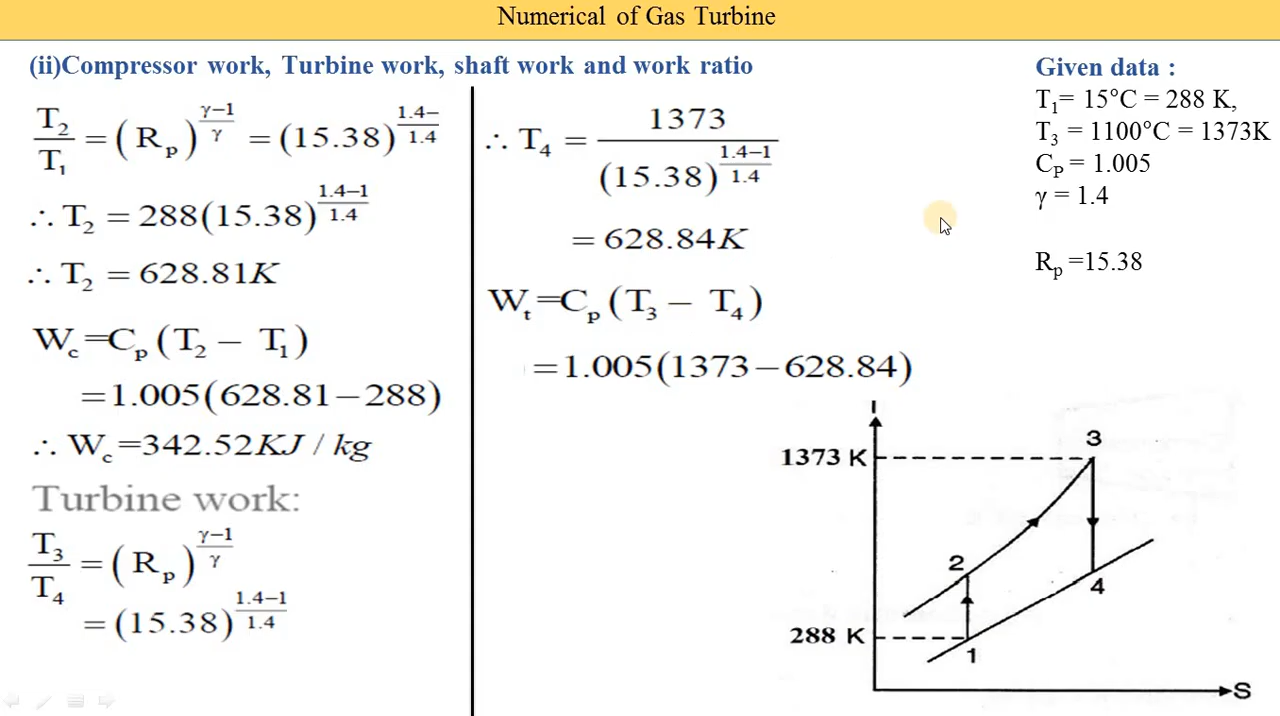 Numerical of Gas Turbine
(ii)Compressor work, Turbine work, shaft work and work ratio
T₂/T₁ = (Rₚ)^((γ−1)/γ) = (15.38)^((1.4−)/1.4)
∴ T₂ = 288(15.38)^((1.4−1)/1.4)
∴ T₂ = 628.81K
W_c=Cₚ(T₂ − T₁)
=1.005(628.81−288)
∴ W_c=342.52KJ / kg
Turbine work:
T₃/T₄ = (Rₚ)^((γ−1)/γ)
= (15.38)^((1.4−1)/1.4)
∴ T₄ = 1373/(15.38)^((1.4−1)/1.4)
= 628.84K
Wₜ=Cₚ(T₃ − T₄)
=1.005(1373−628.84)
Given data :
T₁= 15°C = 288 K,
T₃ = 1100°C = 1373K
C_P = 1.005
γ = 1.4
Rₚ =15.38
3
1373 K
2
4
288 K
1
S